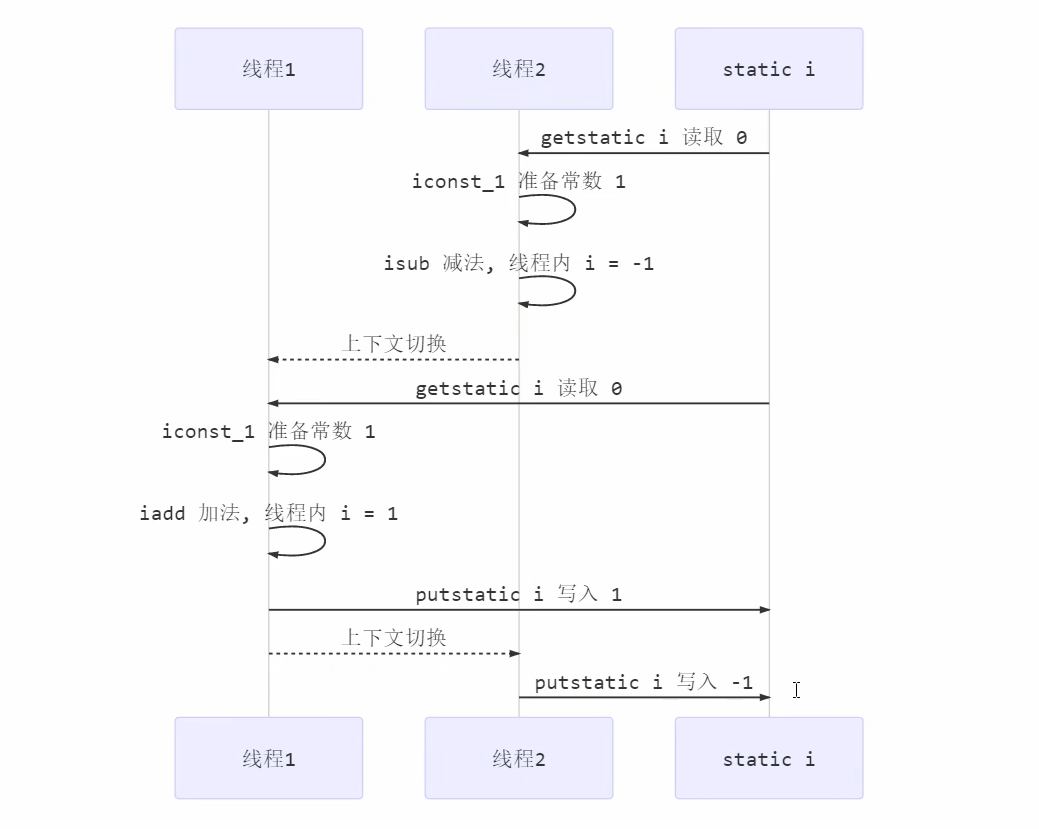 线程1 线程2 static i
getstatic i 读取 0
iconst_1 准备常数 1
isub 减法, 线程内 i = -1
上下文切换
getstatic i 读取 0
iconst_1 准备常数 1
iadd 加法, 线程内 i = 1
putstatic i 写入 1
上下文切换
putstatic i 写入 -1
线程1 线程2 static i